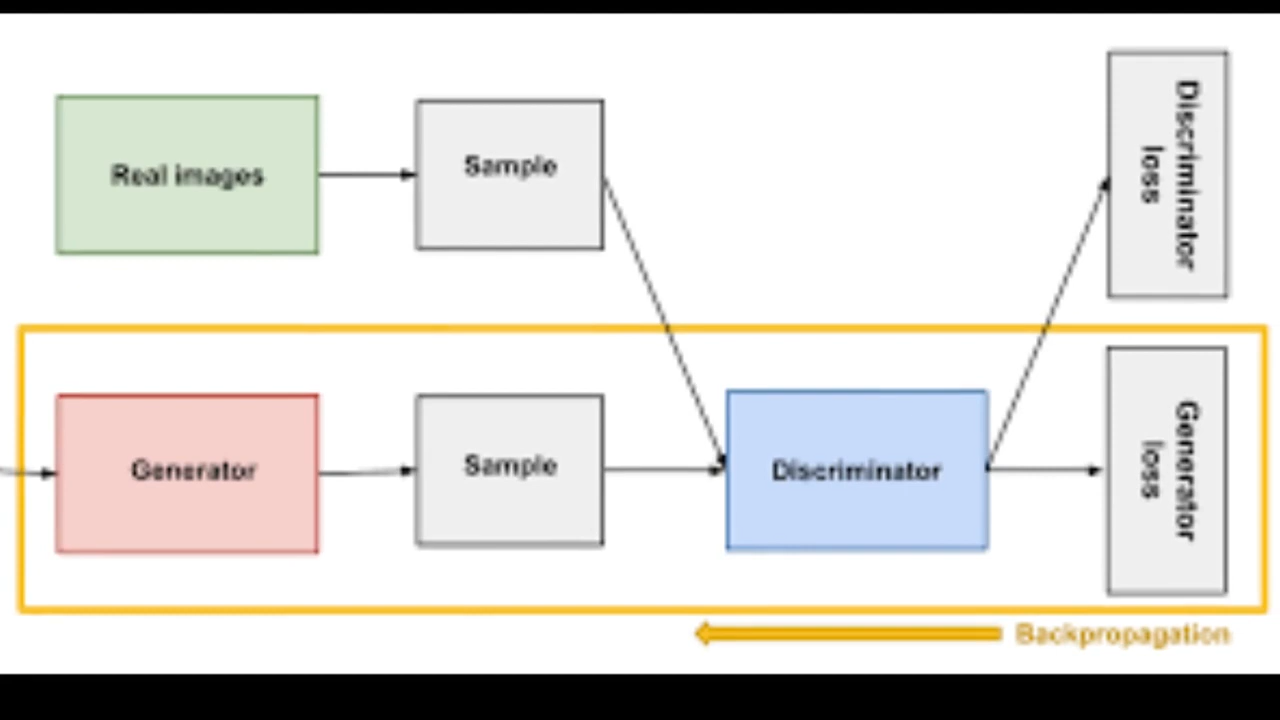 Real images
Sample
Discriminator
loss
Generator
Sample
Discriminator
Generator
loss
Backpropagation